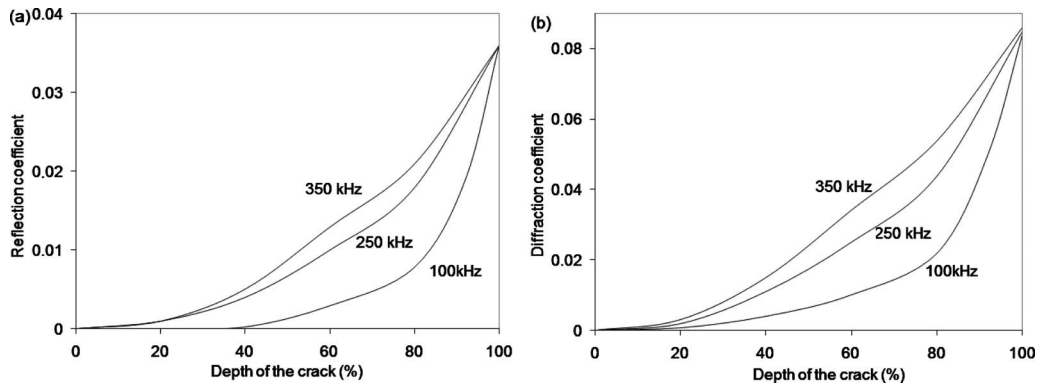 (a)
0.04
0.03
0.02
0.01
0
Reflection coefficient
350 kHz
250 kHz
100kHz
0 20 40 60 80 100
Depth of the crack (%)
(b)
0.08
0.06
0.04
0.02
0
Diffraction coefficient
350 kHz
250 kHz
100kHz
0 20 40 60 80 100
Depth of the crack (%)